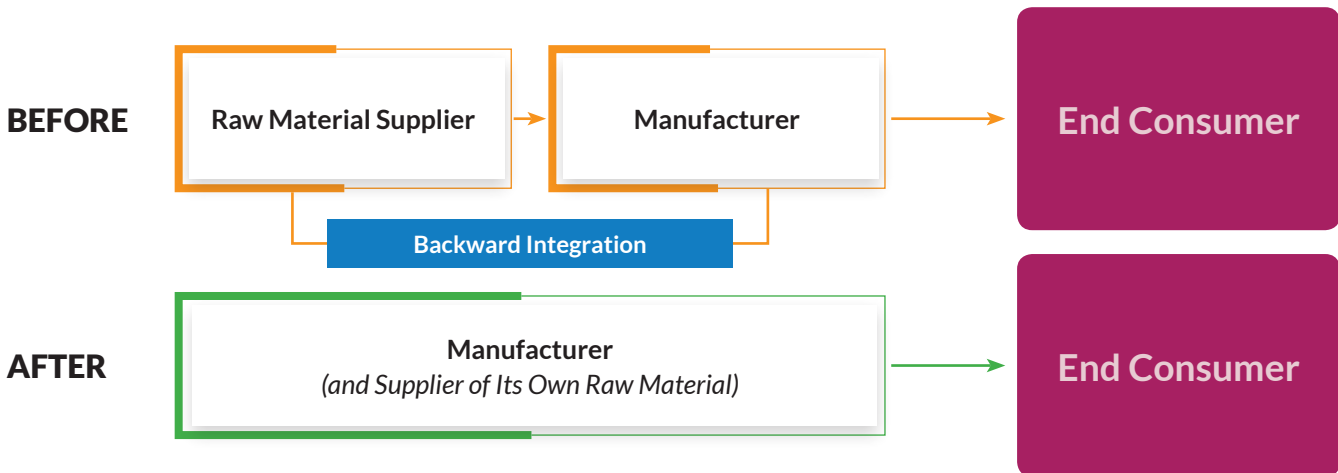 BEFORE
Raw Material Supplier
Manufacturer
End Consumer
Backward Integration
AFTER
Manufacturer
(and Supplier of Its Own Raw Material)
End Consumer